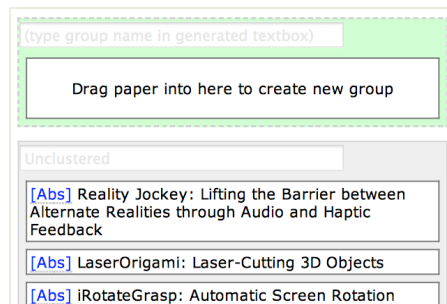 (type group name in generated textbox)
Drag paper into here to create new group
Unclustered
[Abs] Reality Jockey: Lifting the Barrier between
Alternate Realities through Audio and Haptic
Feedback
[Abs] LaserOrigami: Laser-Cutting 3D Objects
[Abs] iRotateGrasp: Automatic Screen Rotation